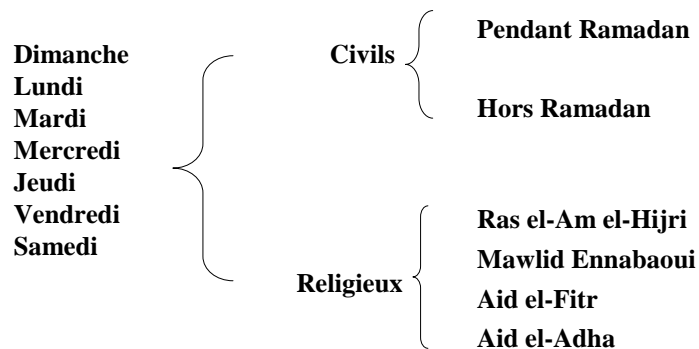 Dimanche
Lundi
Mardi
Mercredi
Jeudi
Vendredi
Samedi
Civils
Pendant Ramadan
Hors Ramadan
Religieux
Ras el-Am el-Hijri
Mawlid Ennabaoui
Aid el-Fitr
Aid el-Adha